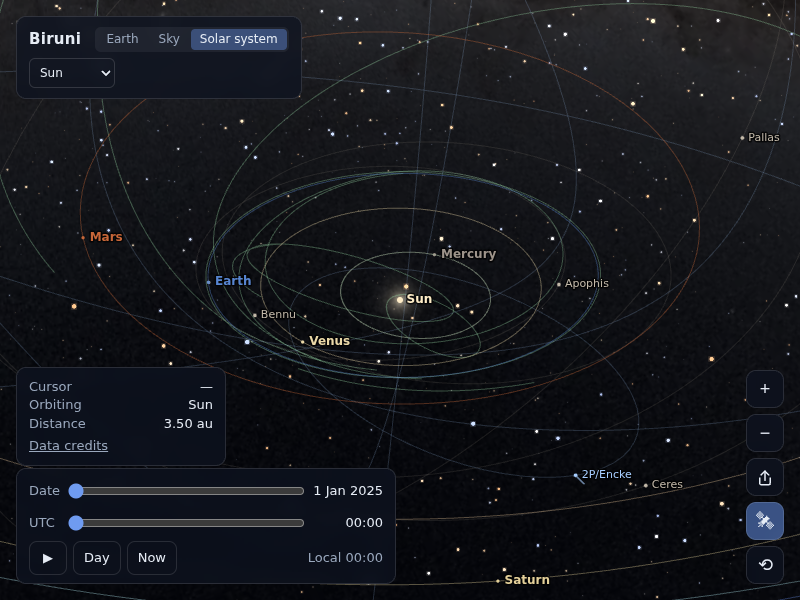 Biruni Earth Sky Solar system
Sun
Pallas
Mars
Mercury
Earth
Apophis
Sun
Bennu
Venus
Cursor —
Orbiting Sun
Distance 3.50 au
Data credits
2P/Encke
Ceres
Date 1 Jan 2025
UTC 00:00
▶ Day Now Local 00:00
Saturn
+
−
⟲